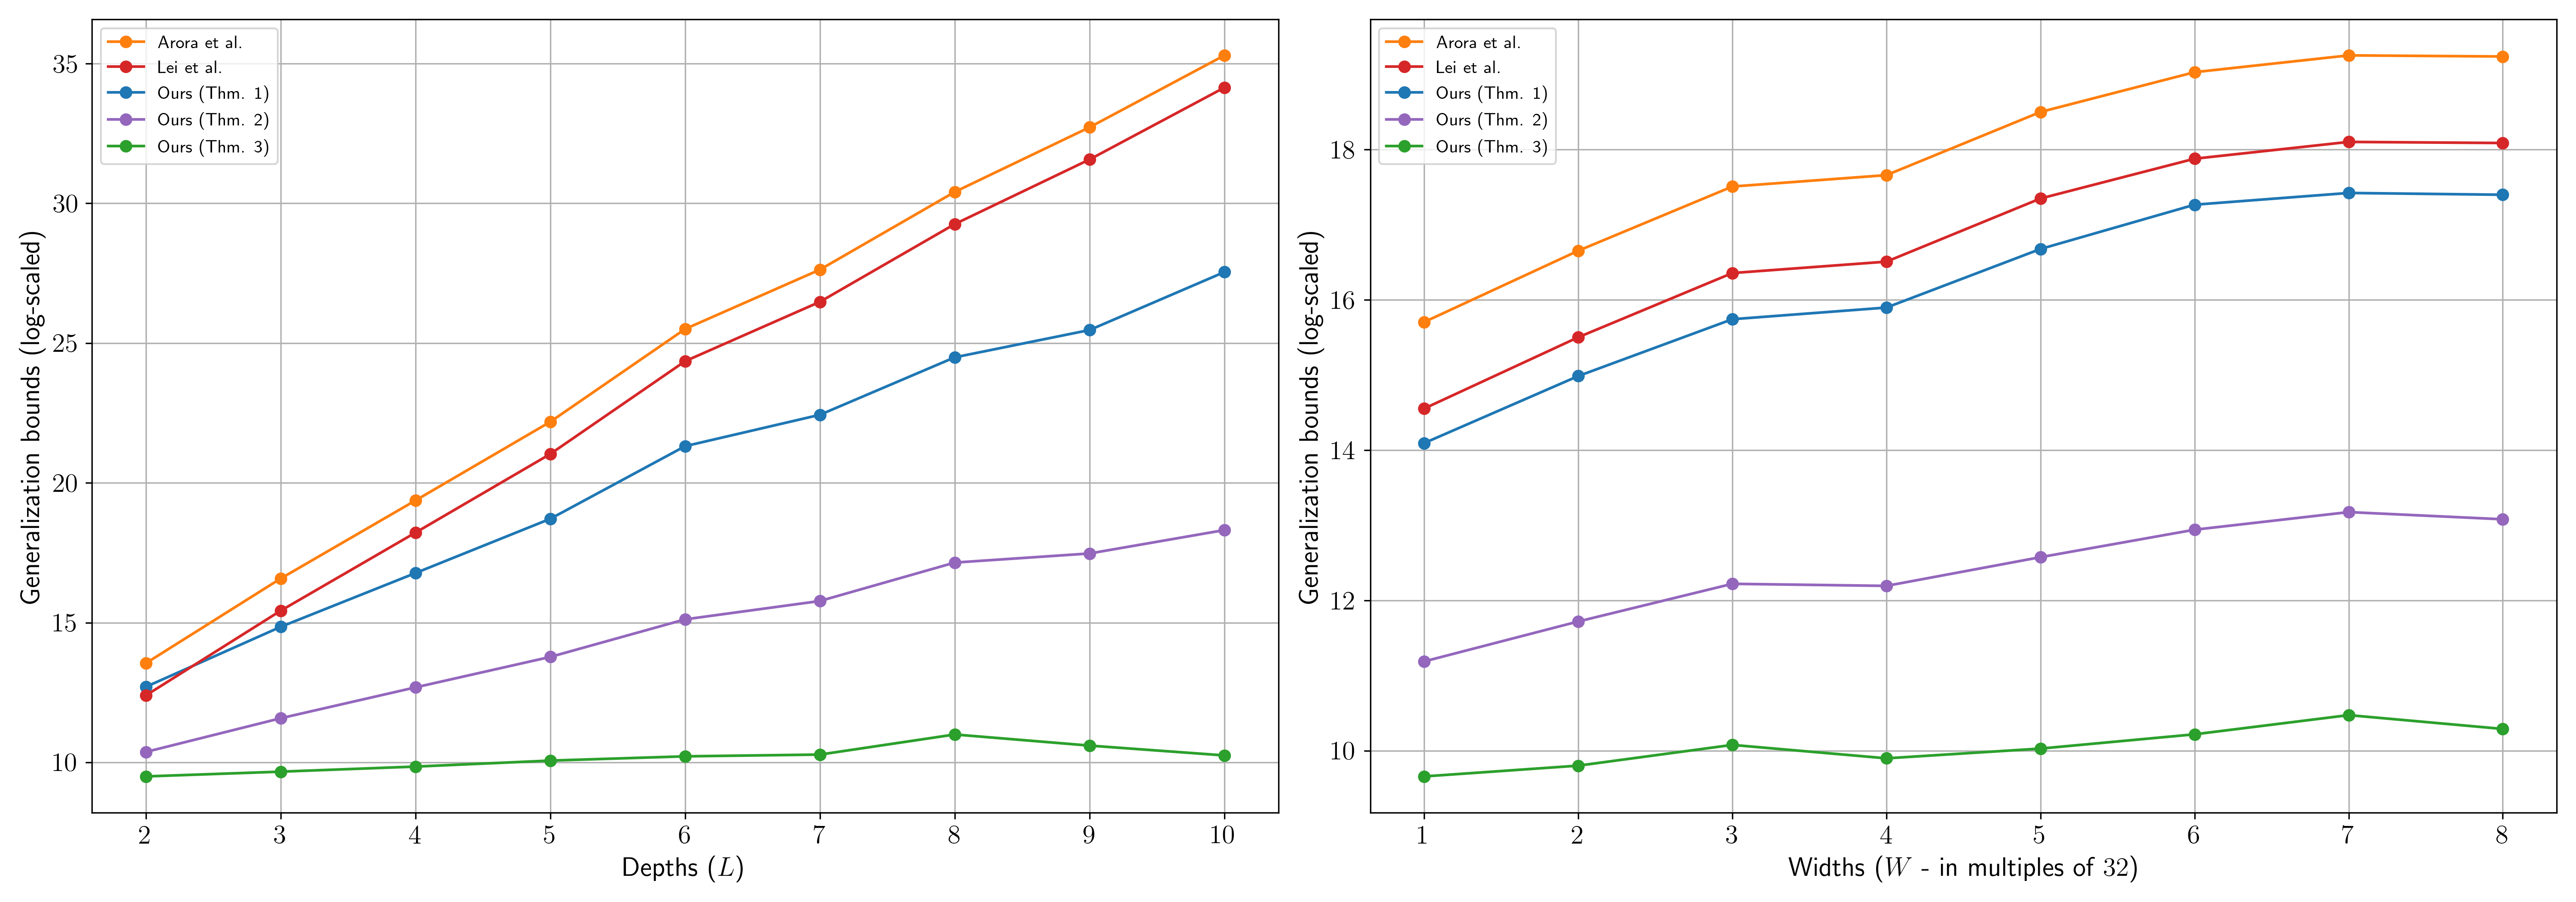 Arora et al.
Lei et al.
Ours (Thm. 1)
Ours (Thm. 2)
Ours (Thm. 3)
Generalization bounds (log-scaled)
35
30
25
20
15
10
2 3 4 5 6 7 8 9 10
Depths (L)
Arora et al.
Lei et al.
Ours (Thm. 1)
Ours (Thm. 2)
Ours (Thm. 3)
Generalization bounds (log-scaled)
18
16
14
12
10
1 2 3 4 5 6 7 8
Widths (W - in multiples of 32)